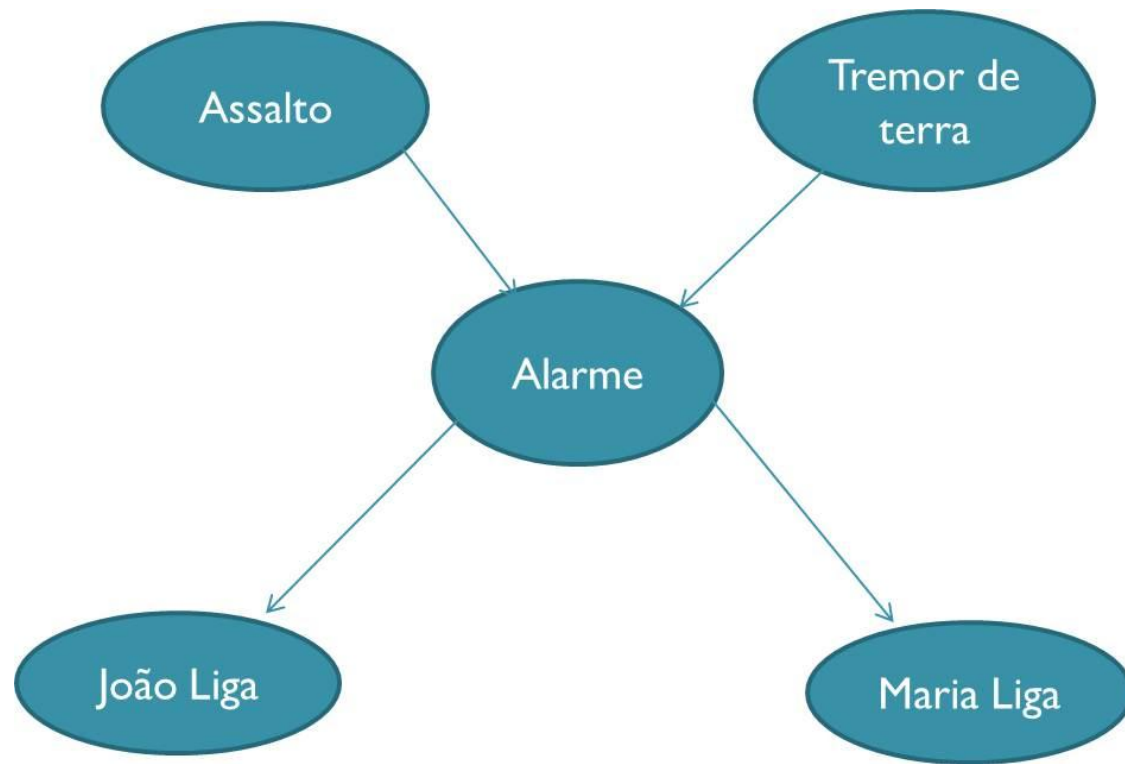 Assalto
Tremor de
terra
Alarme
João Liga
Maria Liga